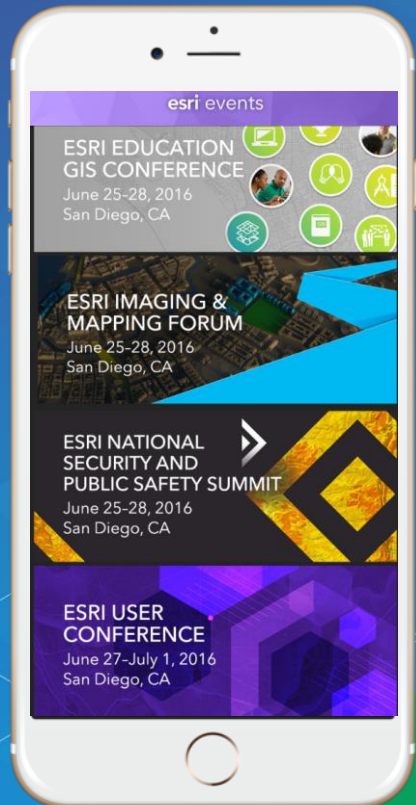 esri events
ESRI EDUCATION
GIS CONFERENCE
June 25-28, 2016
San Diego, CA
ESRI IMAGING &
MAPPING FORUM
June 25-28, 2016
San Diego, CA
ESRI NATIONAL
SECURITY AND
PUBLIC SAFETY SUMMIT
June 25-28, 2016
San Diego, CA
ESRI USER
CONFERENCE
June 27–July 1, 2016
San Diego, CA